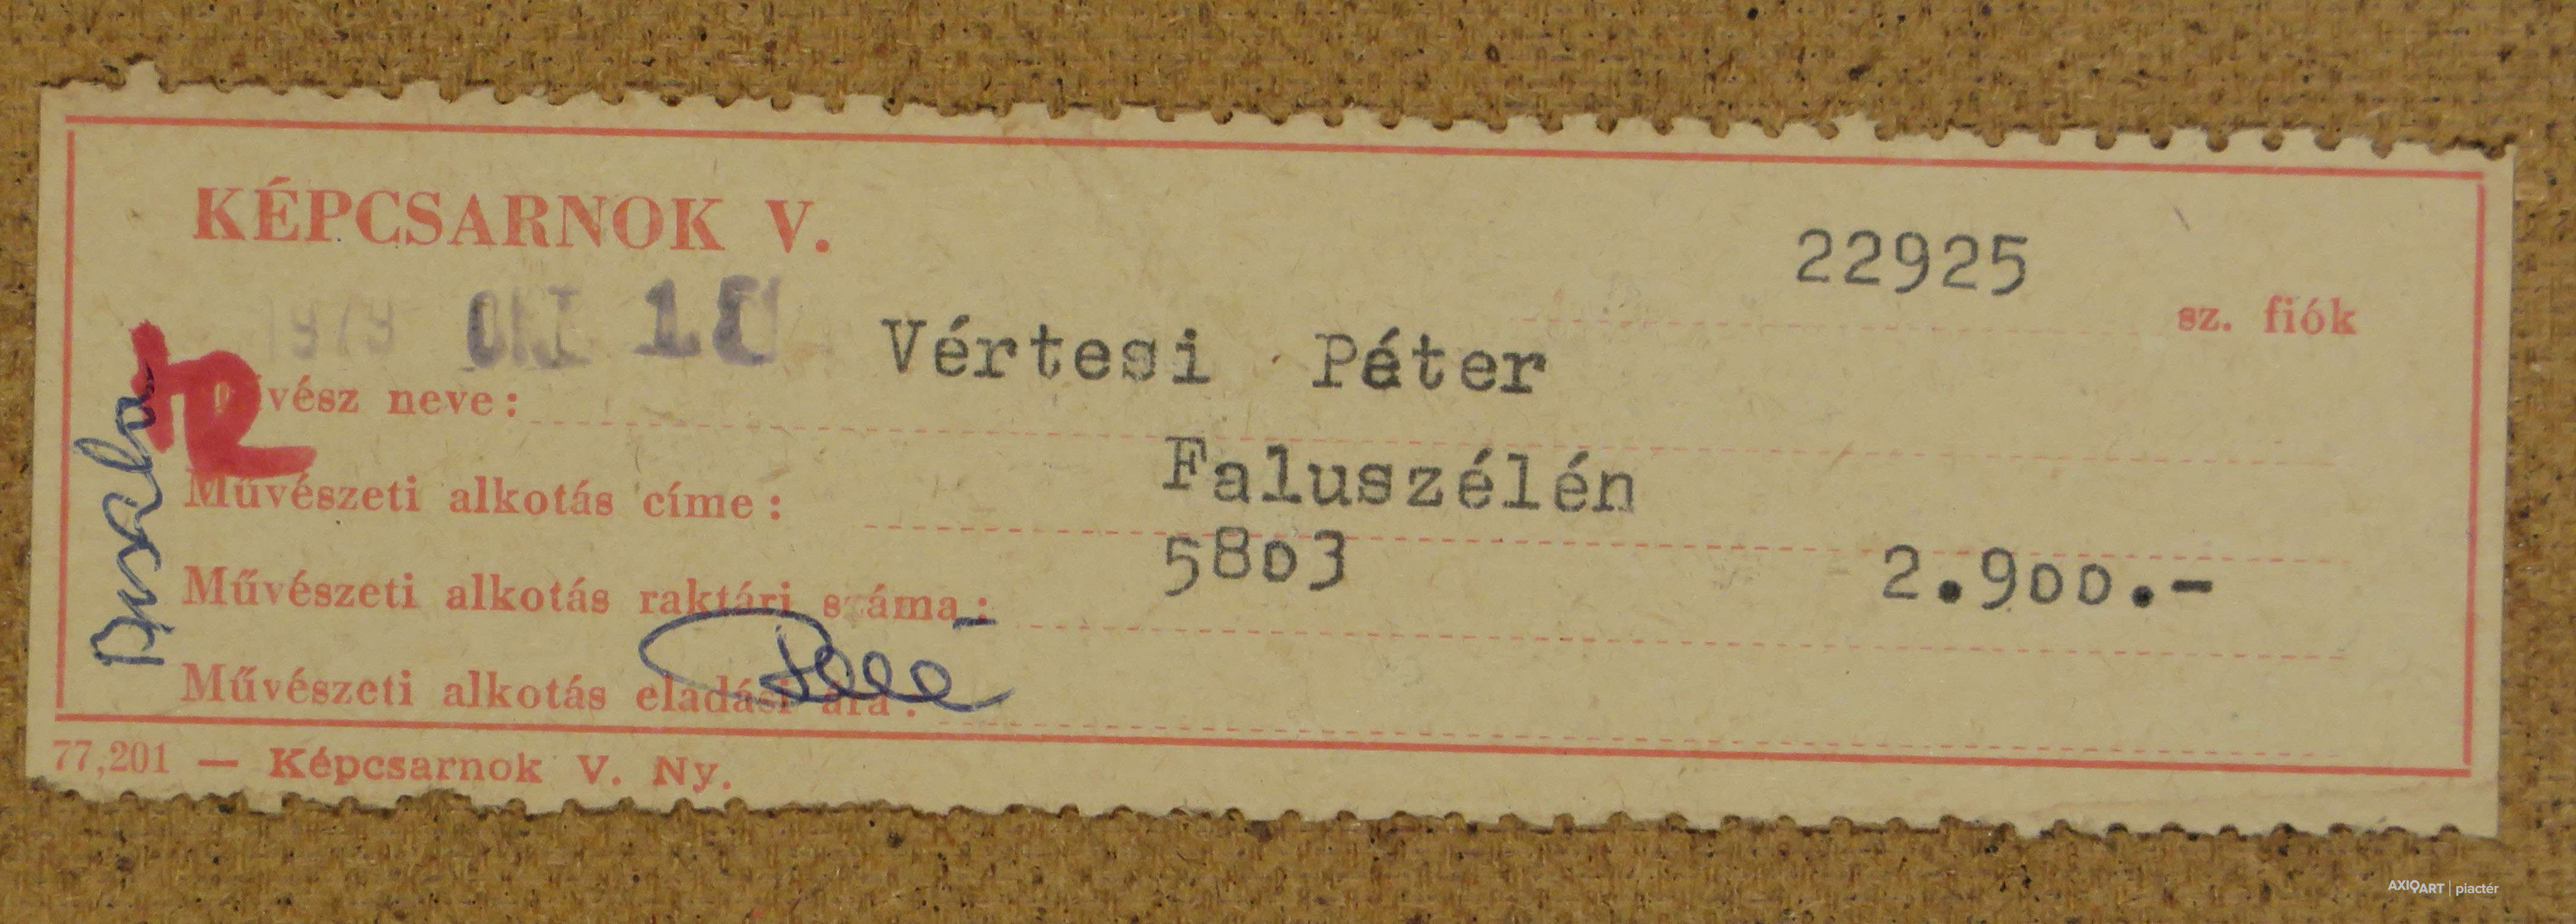 KÉPCSARNOK V.
22925
sz. fiók
Vértesi Péter
vész neve:
Faluszélén
Művészeti alkotás címe:
5803
2.900.-
Művészeti alkotás raktári száma:
Művészeti alkotás eladási ára:
77,201 — Képcsarnok V. Ny.
AXIOART | piactér